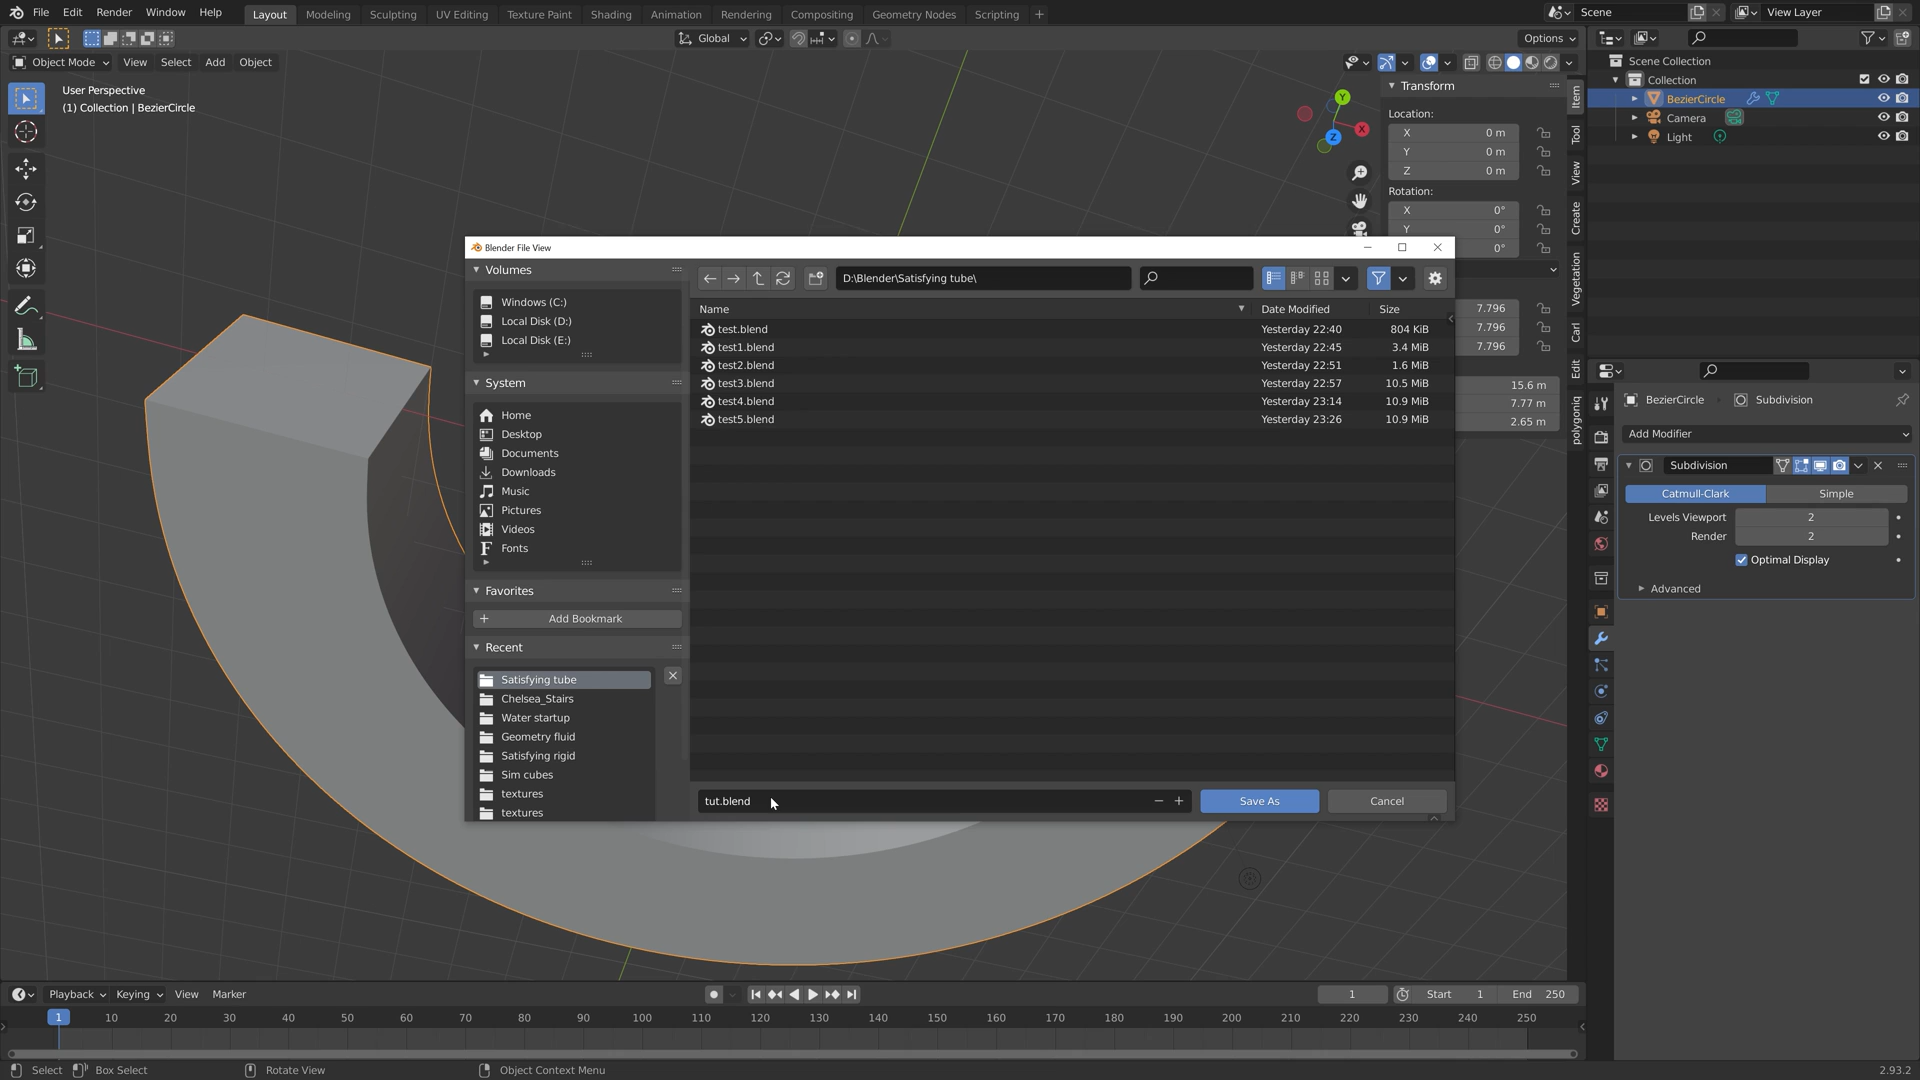 File Edit Render Window Help Layout Modeling Sculpting UV Editing Texture Paint Shading Animation Rendering Compositing Geometry Nodes Scripting + Scene View Layer
Global Options
Object Mode View Select Add Object
User Perspective
(1) Collection | BezierCircle
Y
X
Z
Transform
Location:
X 0 m
Y 0 m
Z 0 m
Rotation:
X 0°
Y 0°
0°
7.796
7.796
7.796
15.6 m
7.77 m
2.65 m
Item
Tool
View
Create
Vegetation
Carl
Edit
polygoniq
Scene Collection
Collection
BezierCircle
Camera
Light
BezierCircle > Subdivision
Add Modifier
Subdivision
Catmull-Clark Simple
Levels Viewport 2
Render 2
Optimal Display
Advanced
Blender File View
Volumes
Windows (C:)
Local Disk (D:)
Local Disk (E:)
System
Home
Desktop
Documents
Downloads
Music
Pictures
Videos
Fonts
Favorites
+ Add Bookmark
Recent
Satisfying tube
Chelsea_Stairs
Water startup
Geometry fluid
Satisfying rigid
Sim cubes
textures
textures
D:\Blender\Satisfying tube\
Name Date Modified Size
test.blend Yesterday 22:40 804 KiB
test1.blend Yesterday 22:45 3.4 MiB
test2.blend Yesterday 22:51 1.6 MiB
test3.blend Yesterday 22:57 10.5 MiB
test4.blend Yesterday 23:14 10.9 MiB
test5.blend Yesterday 23:26 10.9 MiB
tut.blend − + Save As Cancel
Playback Keying View Marker 1 Start 1 End 250
1 10 20 30 40 50 60 70 80 90 100 110 120 130 140 150 160 170 180 190 200 210 220 230 240 250
Select Box Select Rotate View Object Context Menu 2.93.2